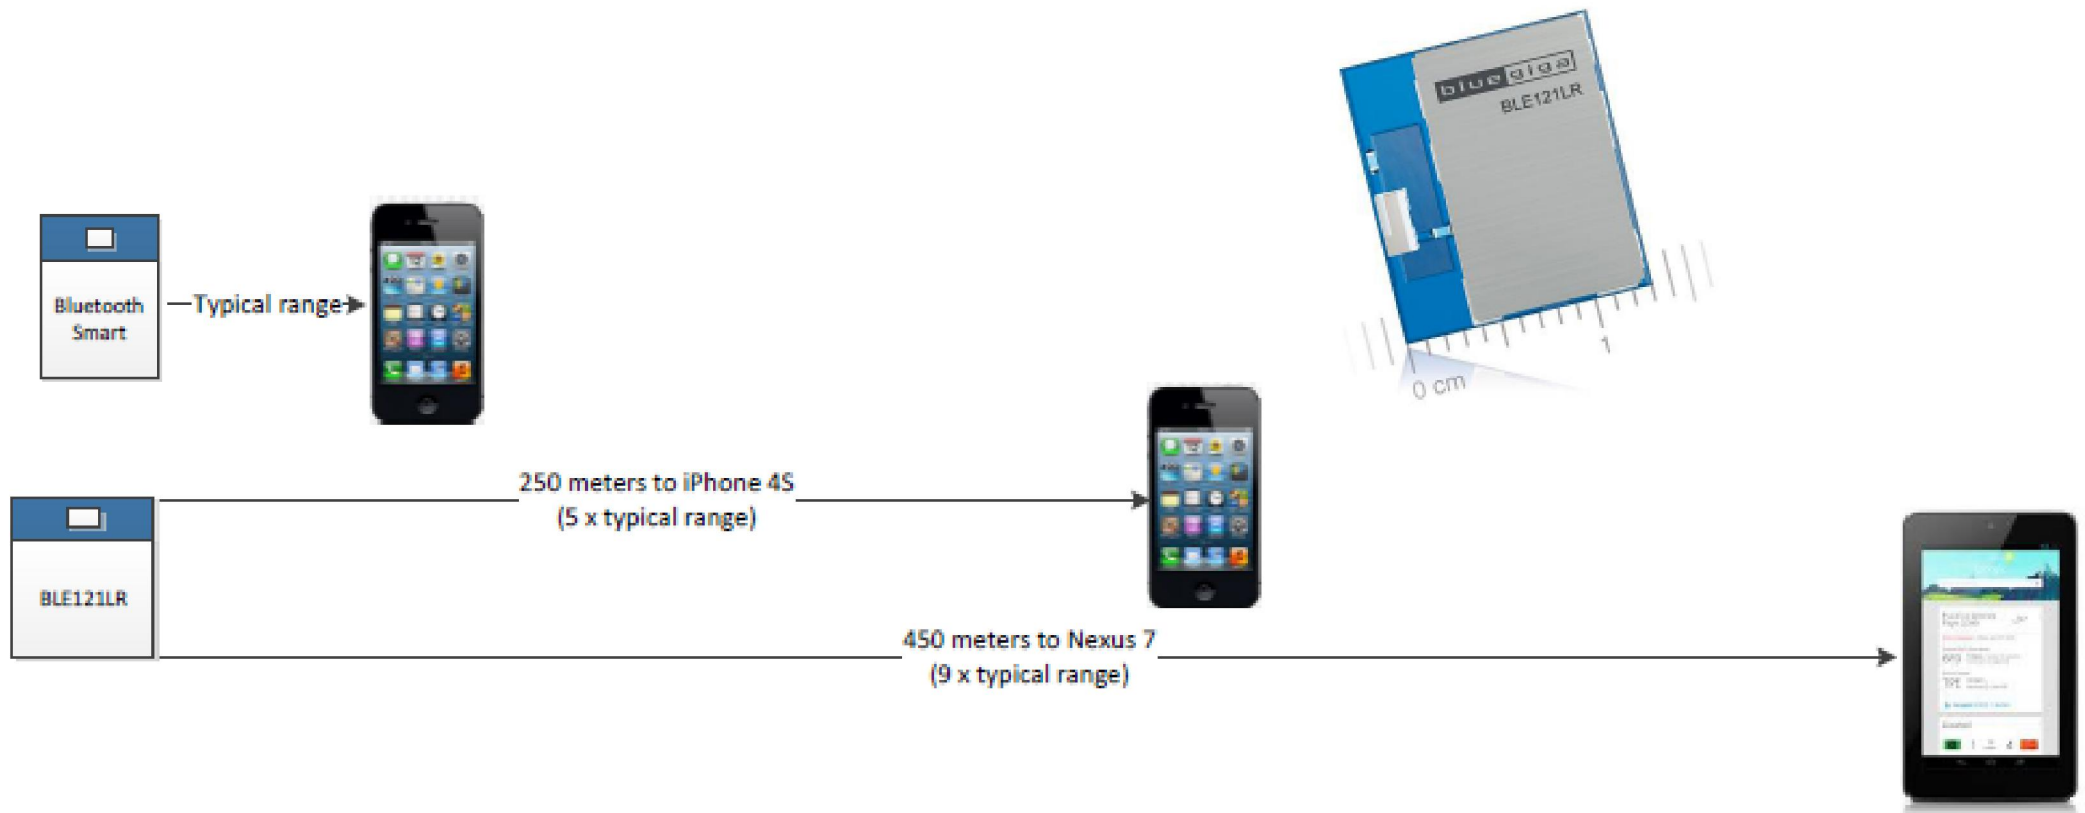 bluegiga
BLE121LR
1
0 cm
Bluetooth
Smart
Typical range
250 meters to iPhone 4S
(5 x typical range)
BLE121LR
450 meters to Nexus 7
(9 x typical range)